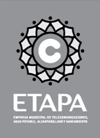 C
ETAPA
EMPRESA MUNICIPAL DE TELECOMUNICACIONES,
AGUA POTABLE, ALCANTARILLADO Y SANEAMIENTO